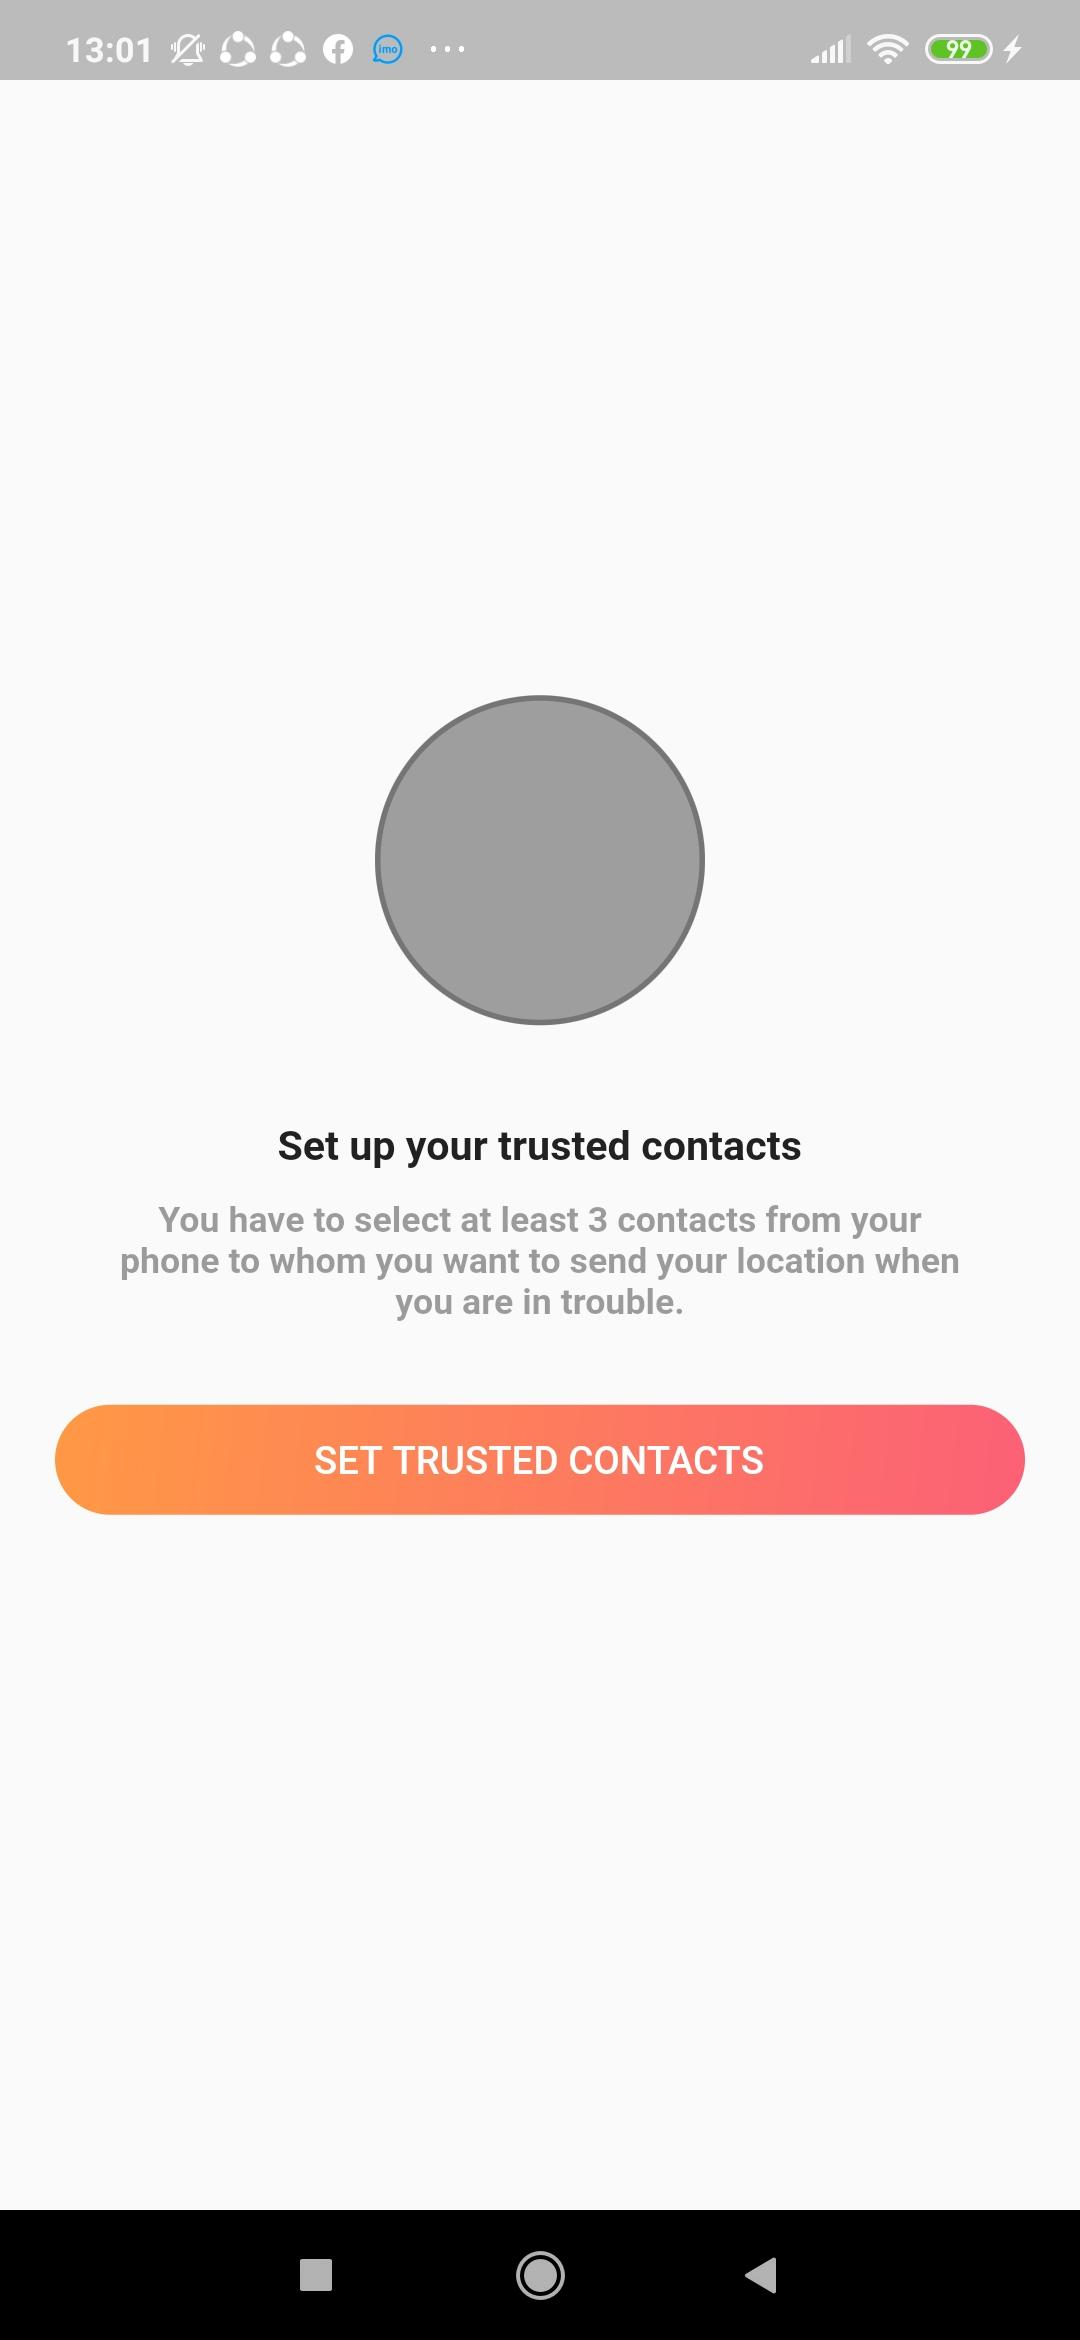 13:01 imo 99
Set up your trusted contacts
You have to select at least 3 contacts from your
phone to whom you want to send your location when
you are in trouble.
SET TRUSTED CONTACTS